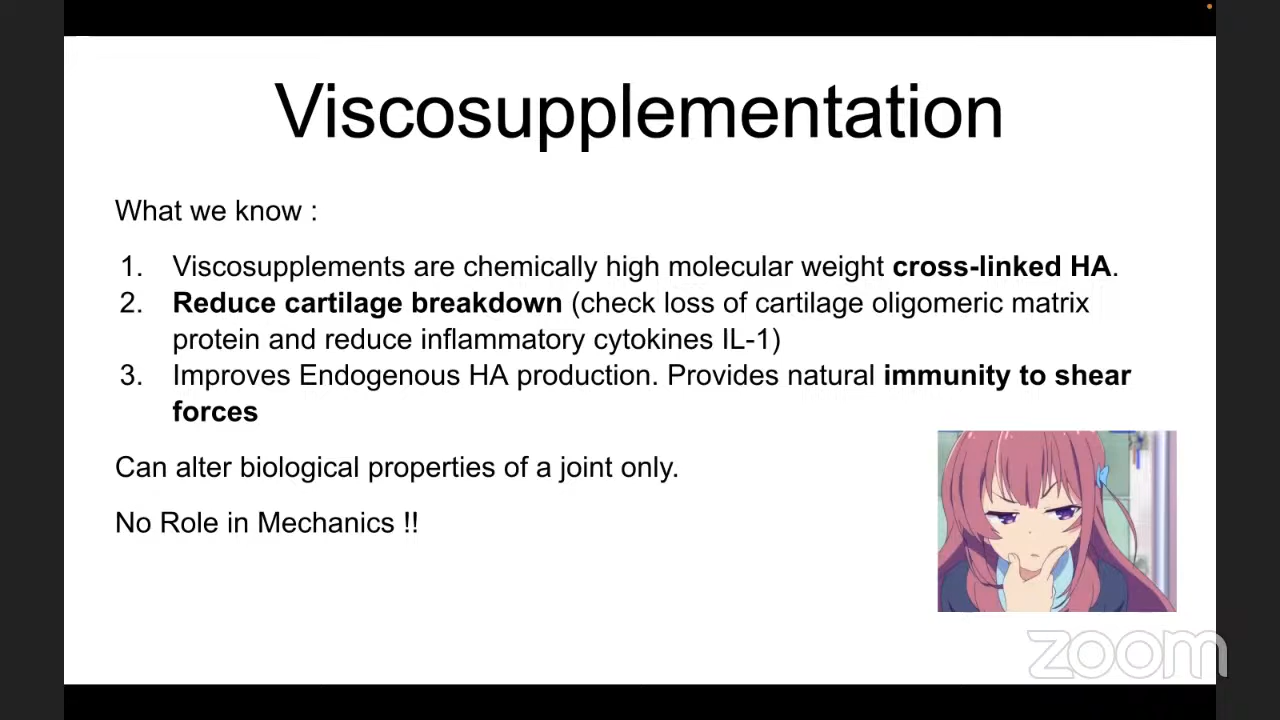 Viscosupplementation
What we know :
1. Viscosupplements are chemically high molecular weight cross-linked HA.
2. Reduce cartilage breakdown (check loss of cartilage oligomeric matrix
protein and reduce inflammatory cytokines IL-1)
3. Improves Endogenous HA production. Provides natural immunity to shear
forces
Can alter biological properties of a joint only.
No Role in Mechanics !!
zoom